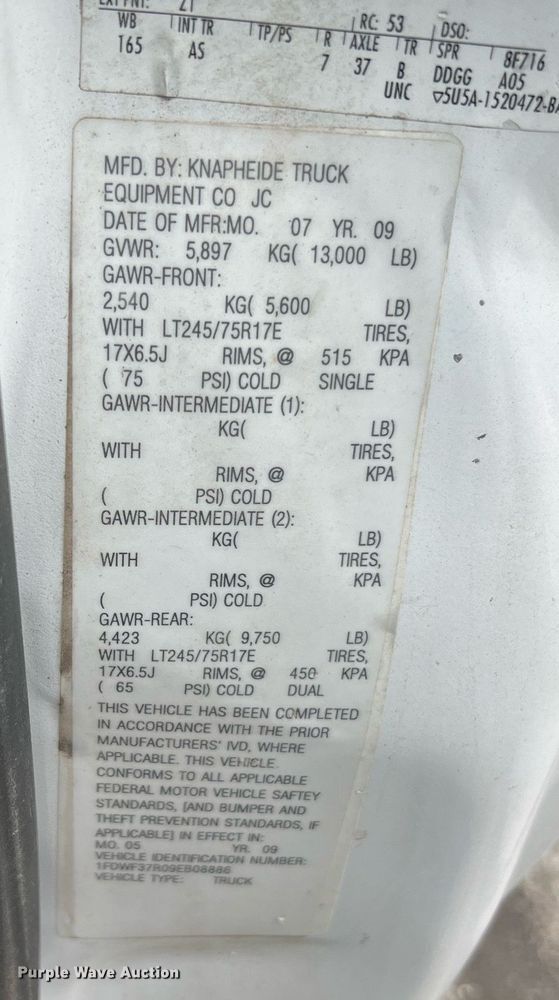 EXT PNT: Z1
RC: 53 DSO:
WB INT TR TP/PS R AXLE TR SPR 8F716
165 AS 7 37 B DDGG A05
UNC ▽5U5A-1520472-BA
MFD. BY: KNAPHEIDE TRUCK
EQUIPMENT CO JC
DATE OF MFR:MO. 07 YR. 09
GVWR: 5,897 KG( 13,000 LB)
GAWR-FRONT:
2,540 KG( 5,600 LB)
WITH LT245/75R17E TIRES,
17X6.5J RIMS, @ 515 KPA
( 75 PSI) COLD SINGLE
GAWR-INTERMEDIATE (1):
KG( LB)
WITH TIRES,
RIMS, @ KPA
( PSI) COLD
GAWR-INTERMEDIATE (2):
KG( LB)
WITH TIRES,
RIMS, @ KPA
( PSI) COLD
GAWR-REAR:
4,423 KG( 9,750 LB)
WITH LT245/75R17E TIRES,
17X6.5J RIMS, @ 450 KPA
( 65 PSI) COLD DUAL
THIS VEHICLE HAS BEEN COMPLETED
IN ACCORDANCE WITH THE PRIOR
MANUFACTURERS' IVD, WHERE
APPLICABLE. THIS VEHICLE
CONFORMS TO ALL APPLICABLE
FEDERAL MOTOR VEHICLE SAFTEY
STANDARDS, [AND BUMPER AND
THEFT PREVENTION STANDARDS, IF
APPLICABLE] IN EFFECT IN:
MO. 05 YR. 09
VEHICLE IDENTIFICATION NUMBER:
1FDWF37R09EB08886
VEHICLE TYPE: TRUCK
Purple Wave Auction